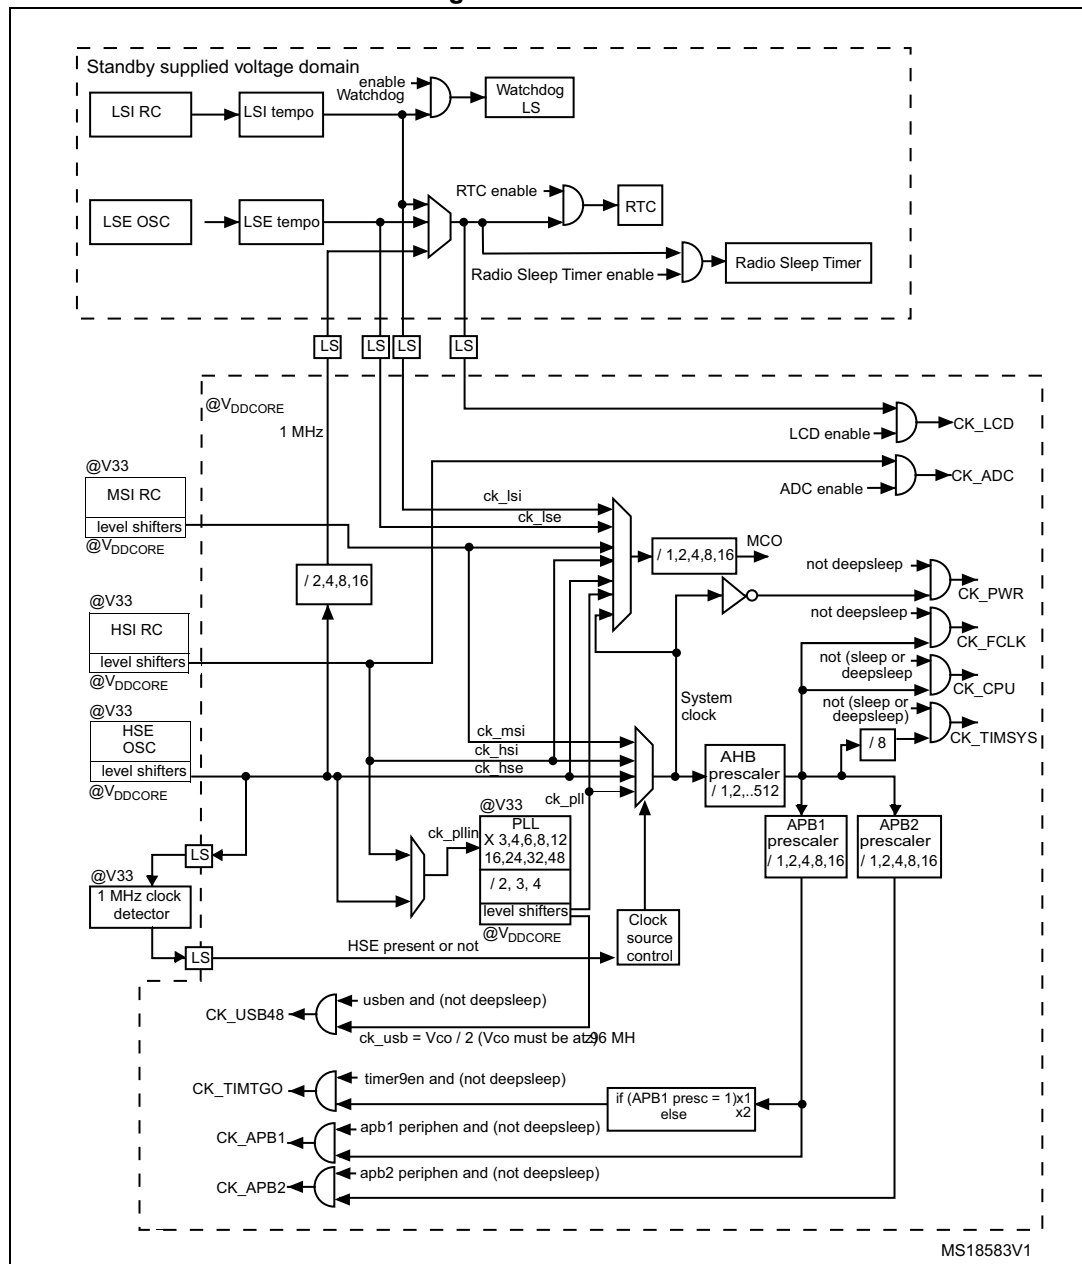 g
Standby supplied voltage domain
enable
Watchdog
Watchdog
LS
LSI RC
LSI tempo
RTC enable
RTC
LSE OSC
LSE tempo
Radio Sleep Timer enable
Radio Sleep Timer
LS
LS
LS
LS
@VDDCORE
1 MHz
LCD enable
CK_LCD
@V33
MSI RC
level shifters
@VDDCORE
ADC enable
CK_ADC
ck_lsi
ck_lse
/ 2,4,8,16
/ 1,2,4,8,16
MCO
not deepsleep
CK_PWR
@V33
HSI RC
level shifters
@VDDCORE
not deepsleep
CK_FCLK
not (sleep or
deepsleep
CK_CPU
System
clock
not (sleep or
deepsleep)
CK_TIMSYS
/ 8
@V33
HSE
OSC
level shifters
@VDDCORE
ck_msi
ck_hsi
ck_hse
ck_pll
AHB
prescaler
/ 1,2,..512
@V33
ck_pllin
PLL
X 3,4,6,8,12
16,24,32,48
/ 2, 3, 4
level shifters
@VDDCORE
APB1
prescaler
/ 1,2,4,8,16
APB2
prescaler
/ 1,2,4,8,16
LS
@V33
1 MHz clock
detector
LS
HSE present or not
Clock
source
control
CK_USB48
usben and (not deepsleep)
ck_usb = Vco / 2 (Vco must be at 96 MHz)
CK_TIMTGO
timer9en and (not deepsleep)
if (APB1 presc = 1)x1
else x2
CK_APB1
apb1 periphen and (not deepsleep)
CK_APB2
apb2 periphen and (not deepsleep)
MS18583V1